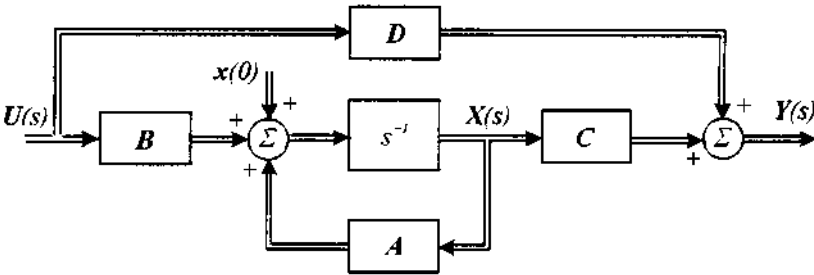 D
x(0)
+
U(s)
+
X(s)
+
Y(s)
B
Σ
s⁻¹
C
Σ
+
+
A